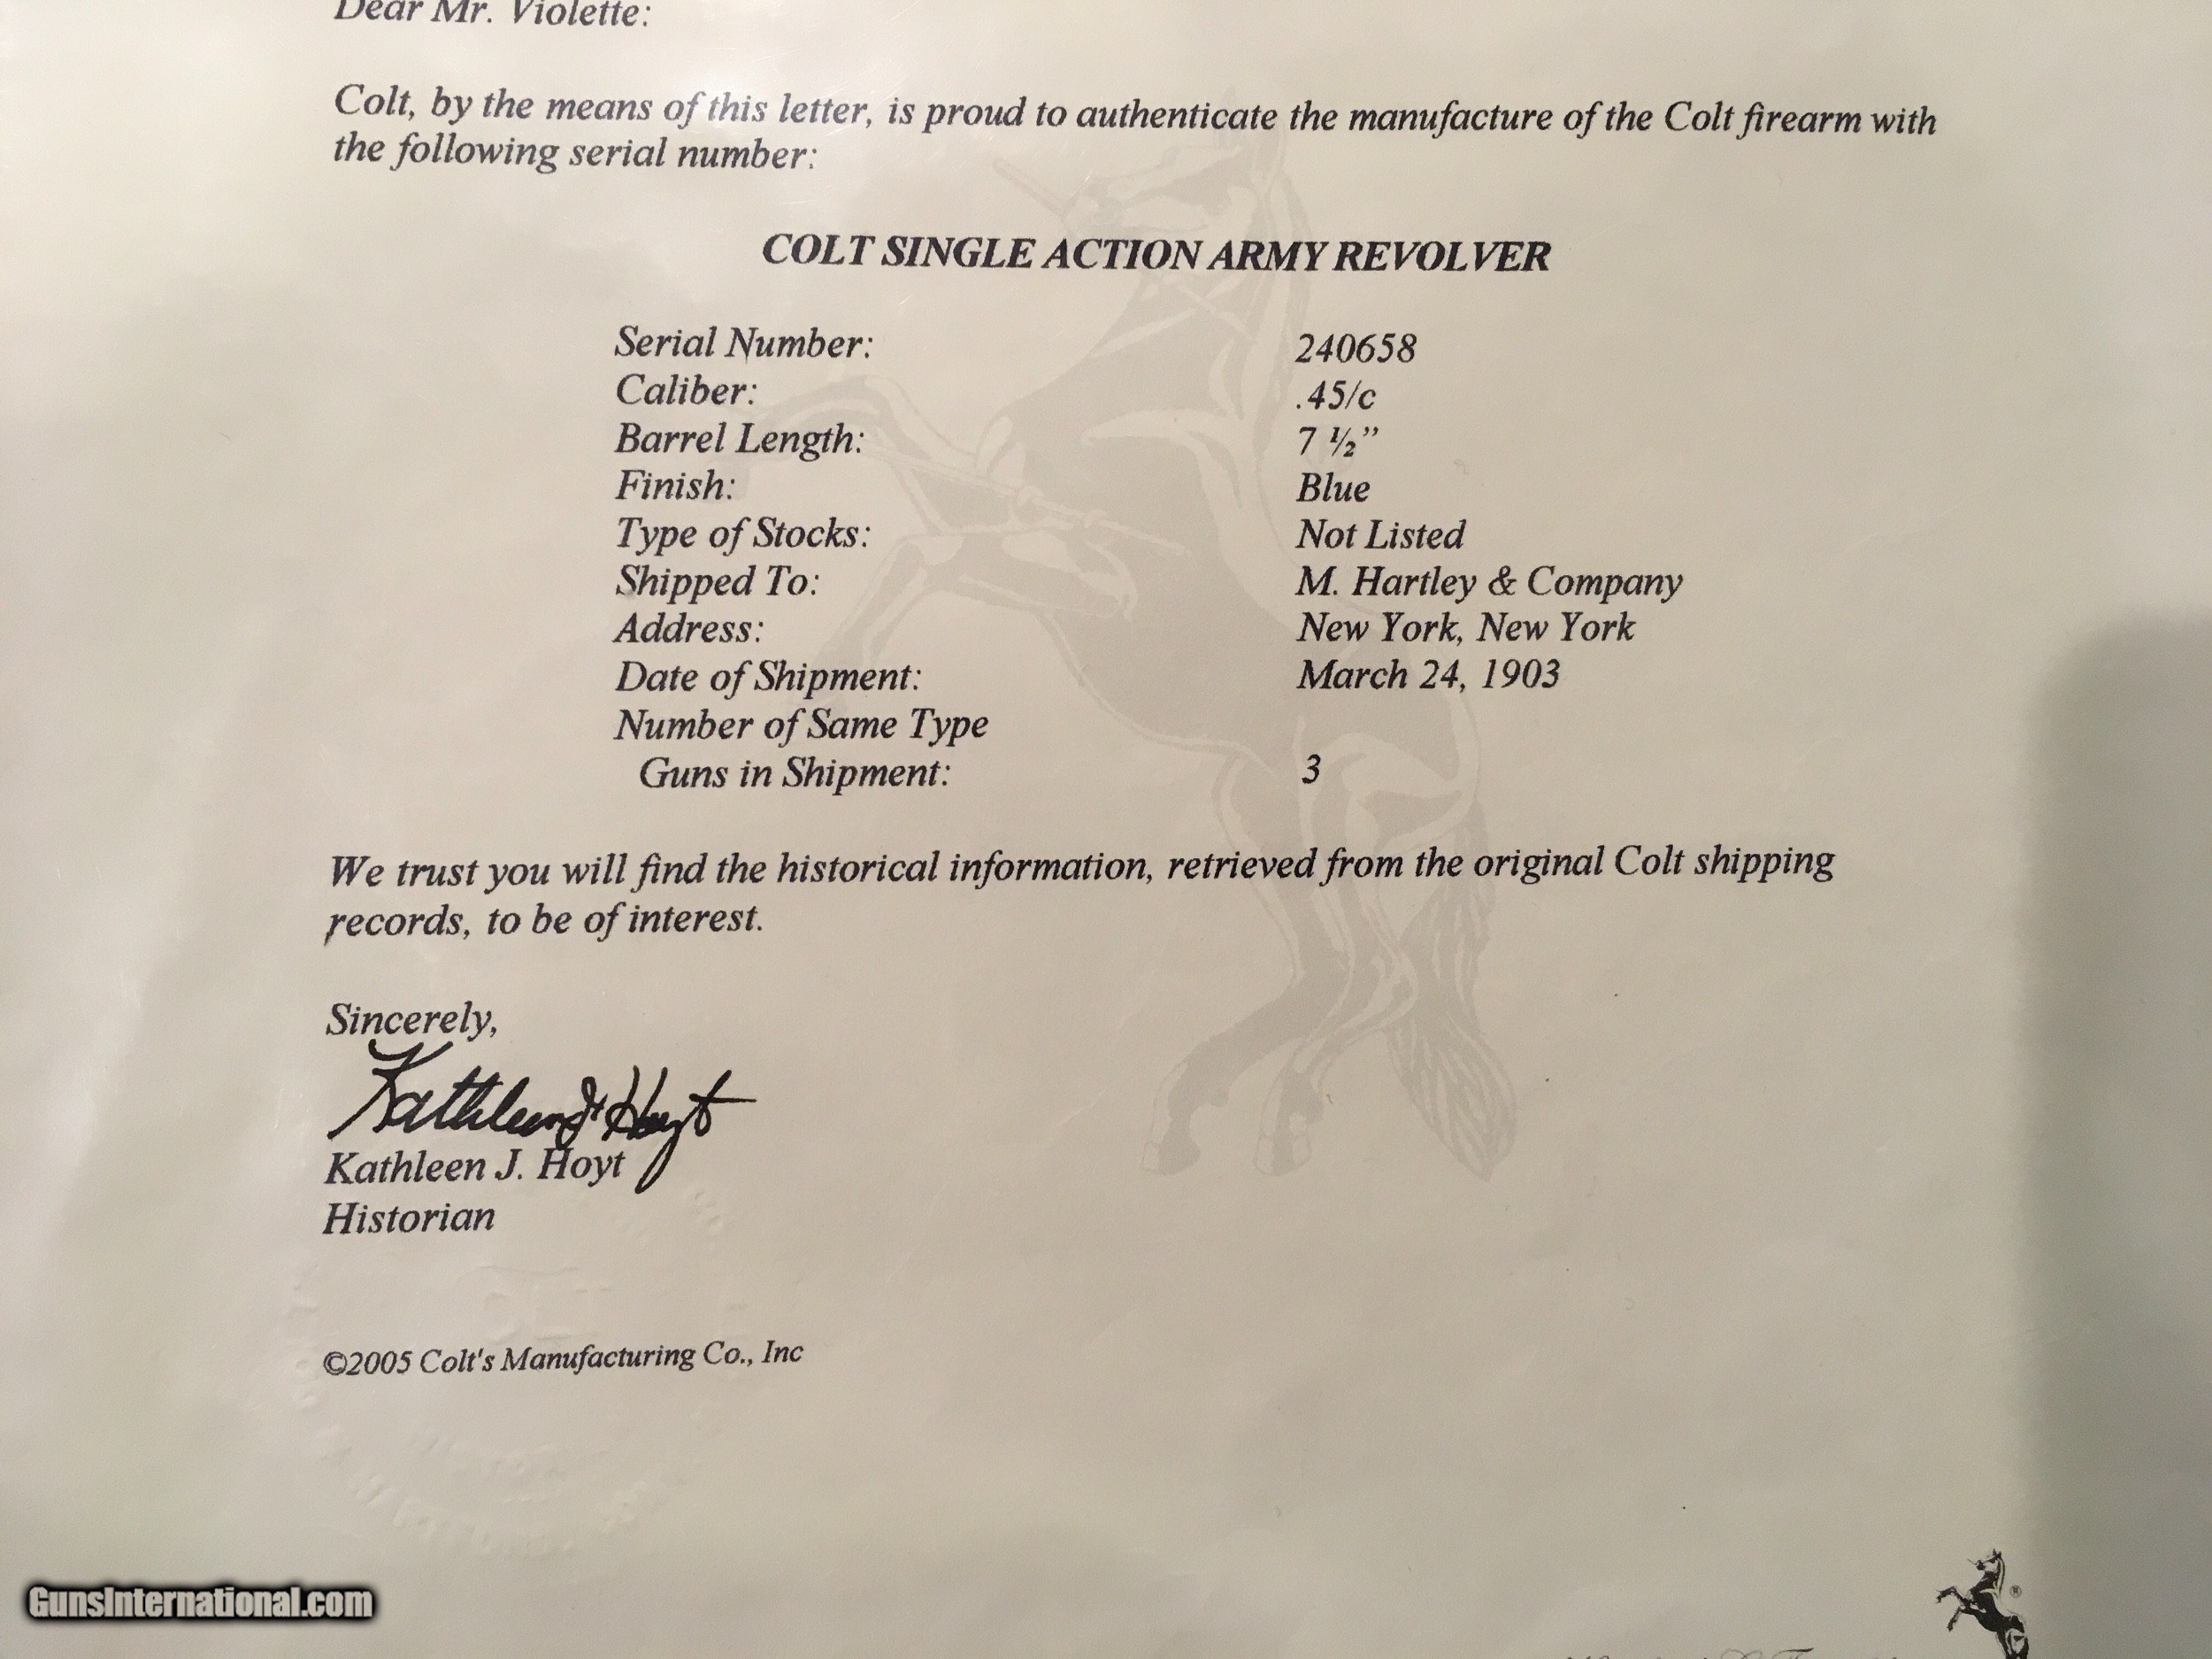 Dear Mr. Violette:
Colt, by the means of this letter, is proud to authenticate the manufacture of the Colt firearm with
the following serial number:
COLT SINGLE ACTION ARMY REVOLVER
Serial Number: 240658
Caliber: .45/c
Barrel Length: 7 ½”
Finish: Blue
Type of Stocks: Not Listed
Shipped To: M. Hartley & Company
Address: New York, New York
Date of Shipment: March 24, 1903
Number of Same Type
Guns in Shipment: 3
We trust you will find the historical information, retrieved from the original Colt shipping
records, to be of interest.
Sincerely,
Kathleen J. Hoyt
Kathleen J. Hoyt
Historian
©2005 Colt's Manufacturing Co., Inc
GunsInternational.com
®